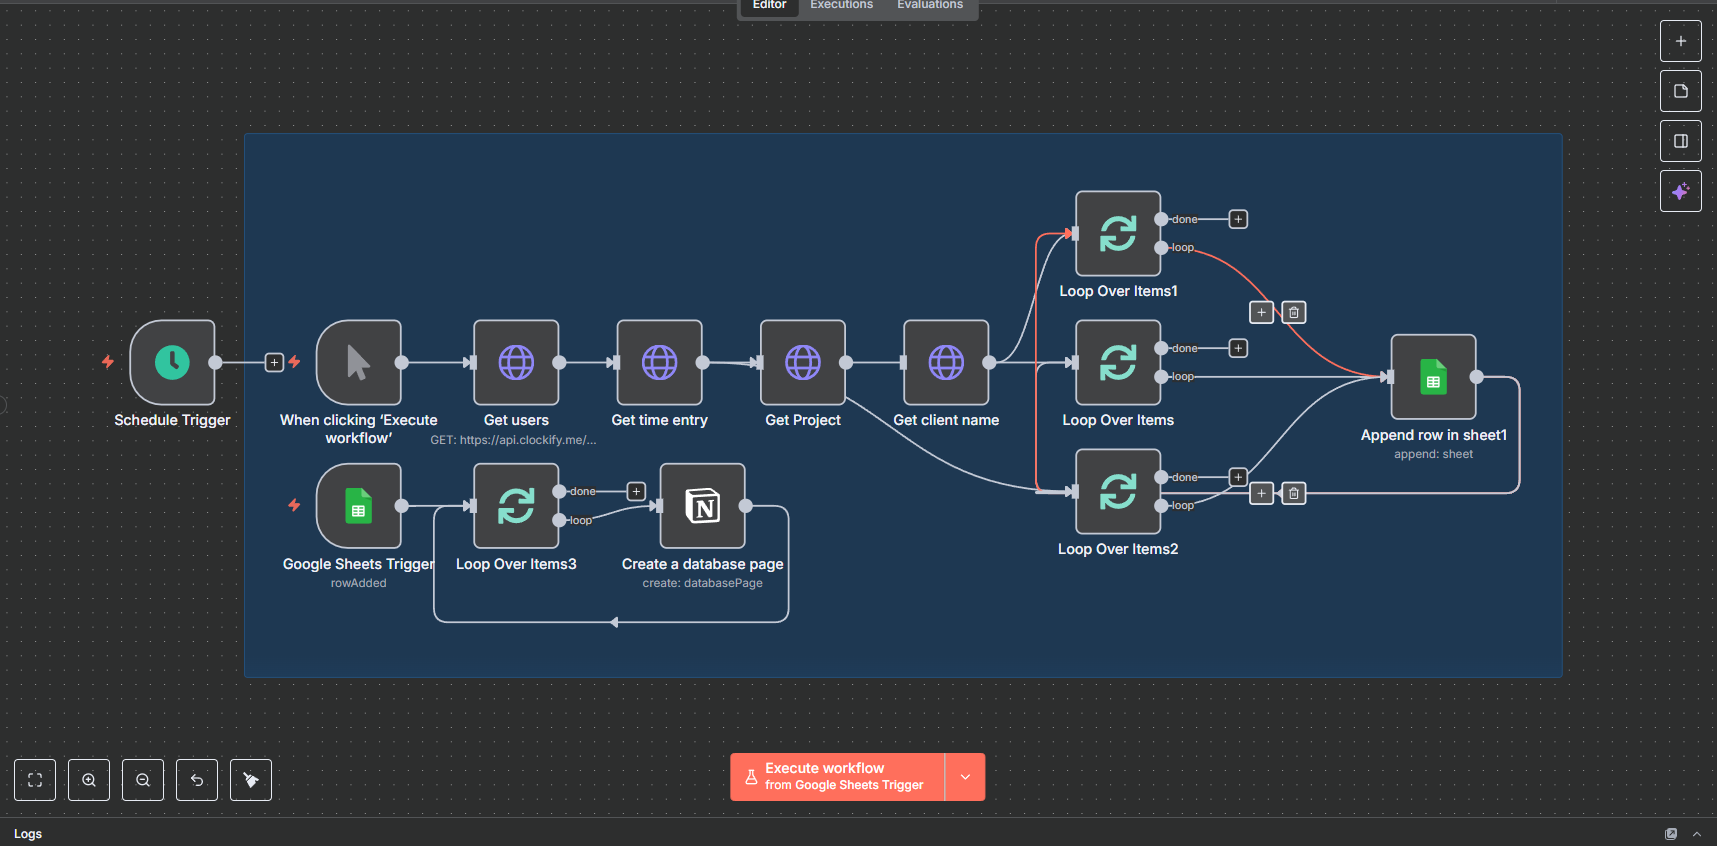 Editor
Executions
Evaluations
done
loop
Loop Over Items1
Schedule Trigger
When clicking ‘Execute
workflow’
Get users
GET: https://api.clockify.me/...
Get time entry
Get Project
Get client name
done
loop
Loop Over Items
Append row in sheet1
append: sheet
Google Sheets Trigger
rowAdded
done
loop
Loop Over Items3
N
Create a database page
create: databasePage
done
loop
Loop Over Items2
Execute workflow
from Google Sheets Trigger
Logs